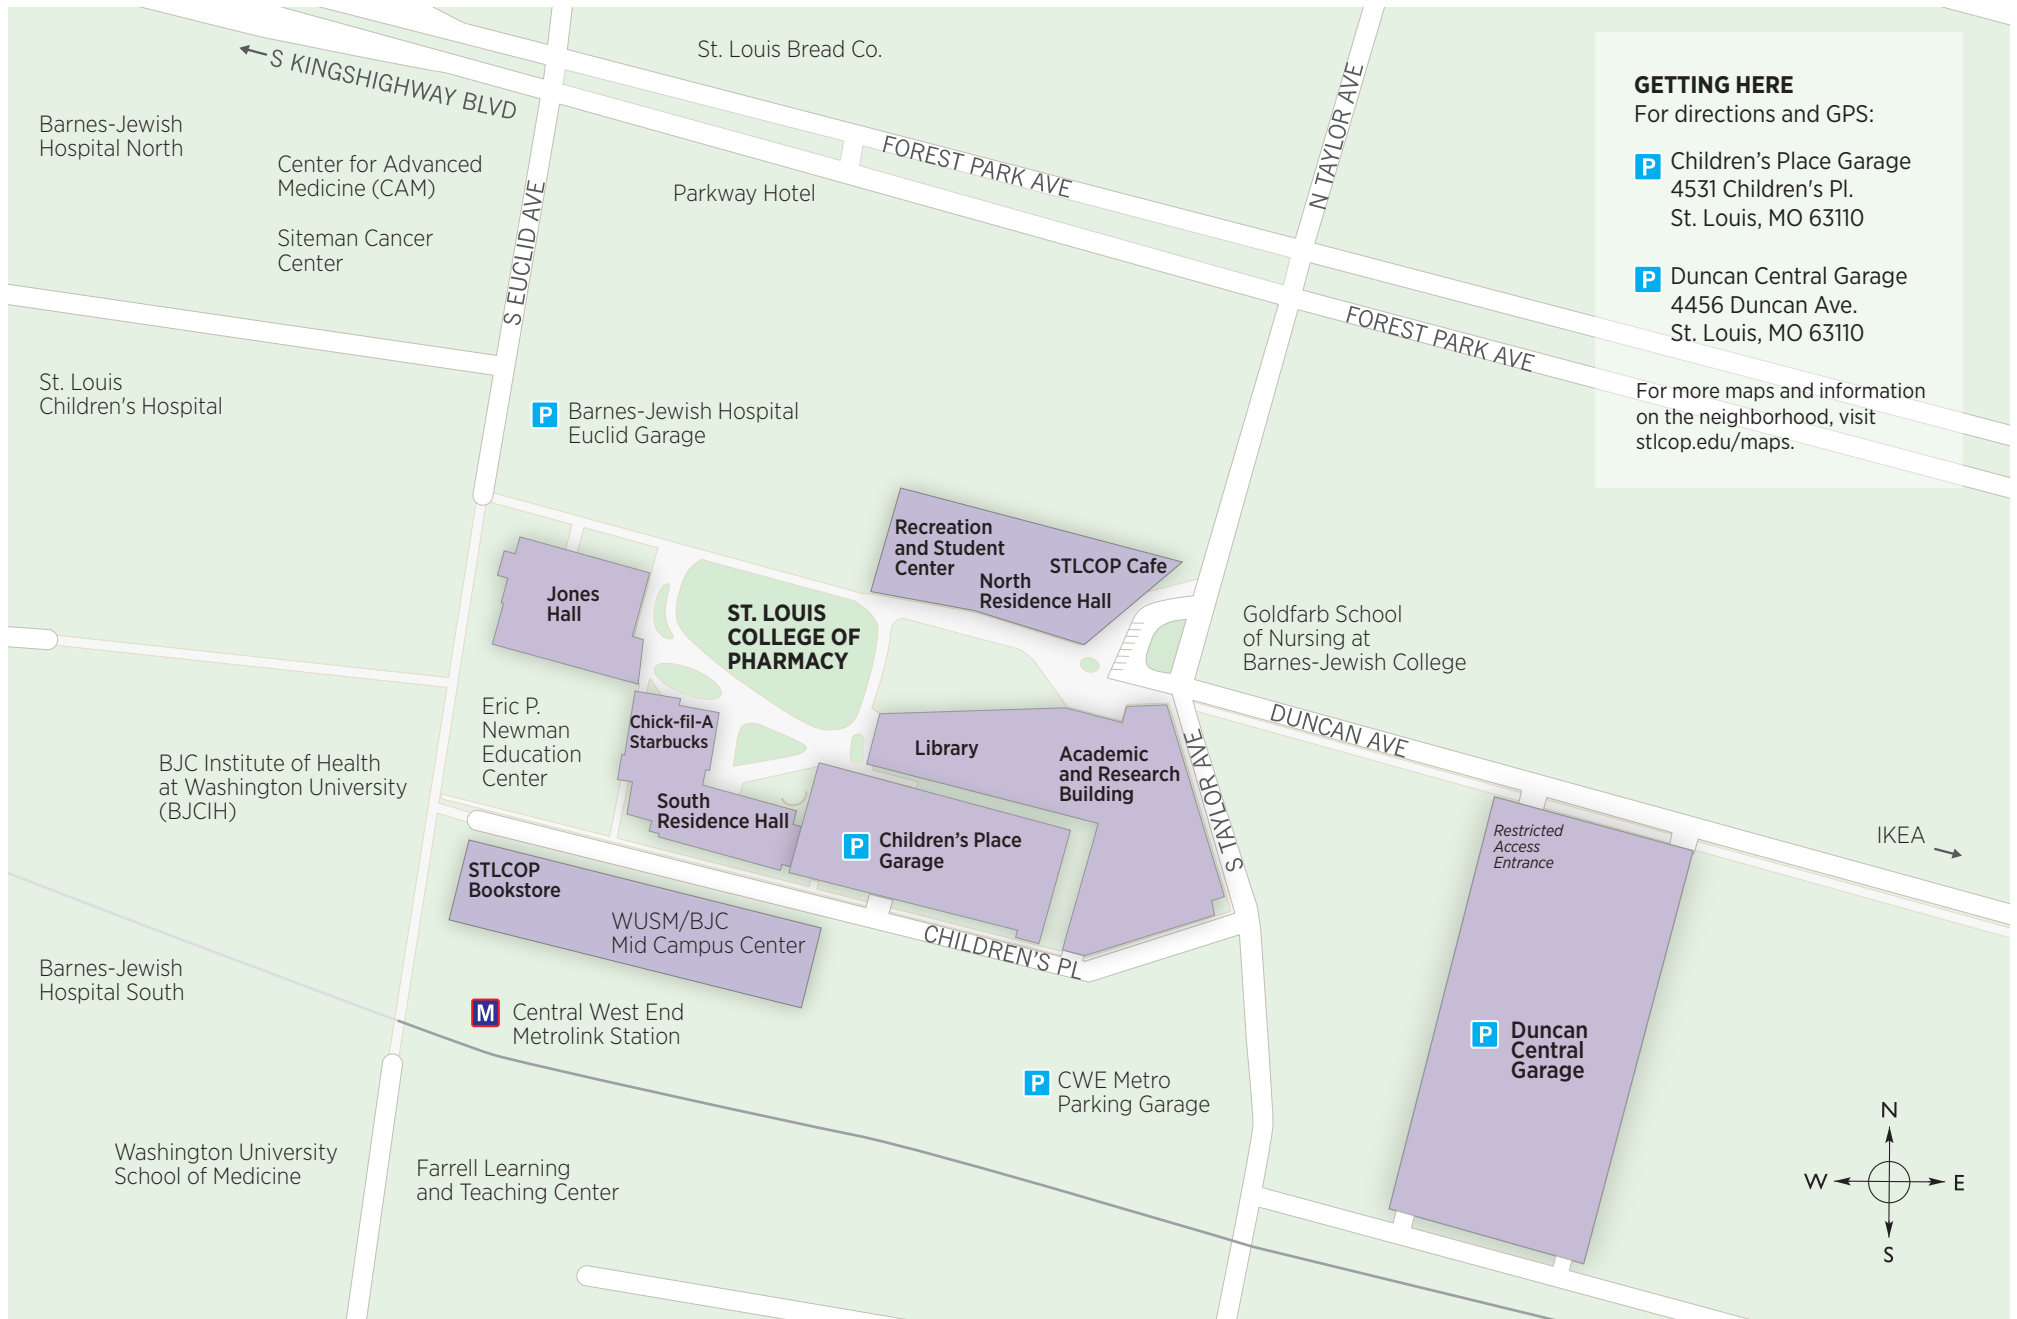 St. Louis Bread Co.
S KINGSHIGHWAY BLVD
Barnes-Jewish
Hospital North
Center for Advanced
Medicine (CAM)
Siteman Cancer
Center
S EUCLID AVE
Parkway Hotel
FOREST PARK AVE
N TAYLOR AVE
FOREST PARK AVE
GETTING HERE
For directions and GPS:
P
Children's Place Garage
4531 Children's Pl.
St. Louis, MO 63110
P
Duncan Central Garage
4456 Duncan Ave.
St. Louis, MO 63110
For more maps and information
on the neighborhood, visit
stlcop.edu/maps.
St. Louis
Children's Hospital
P
Barnes-Jewish Hospital
Euclid Garage
Recreation
and Student
Center
STLCOP Cafe
North
Residence Hall
Jones
Hall
ST. LOUIS
COLLEGE OF
PHARMACY
Goldfarb School
of Nursing at
Barnes-Jewish College
Eric P.
Newman
Education
Center
Chick-fil-A
Starbucks
Library
Academic
and Research
Building
S TAYLOR AVE
DUNCAN AVE
BJC Institute of Health
at Washington University
(BJCIH)
South
Residence Hall
P
Children's Place
Garage
Restricted
Access
Entrance
IKEA
STLCOP
Bookstore
WUSM/BJC
Mid Campus Center
CHILDREN'S PL
Barnes-Jewish
Hospital South
M
Central West End
Metrolink Station
P
Duncan
Central
Garage
P
CWE Metro
Parking Garage
Washington University
School of Medicine
Farrell Learning
and Teaching Center
N
W
E
S